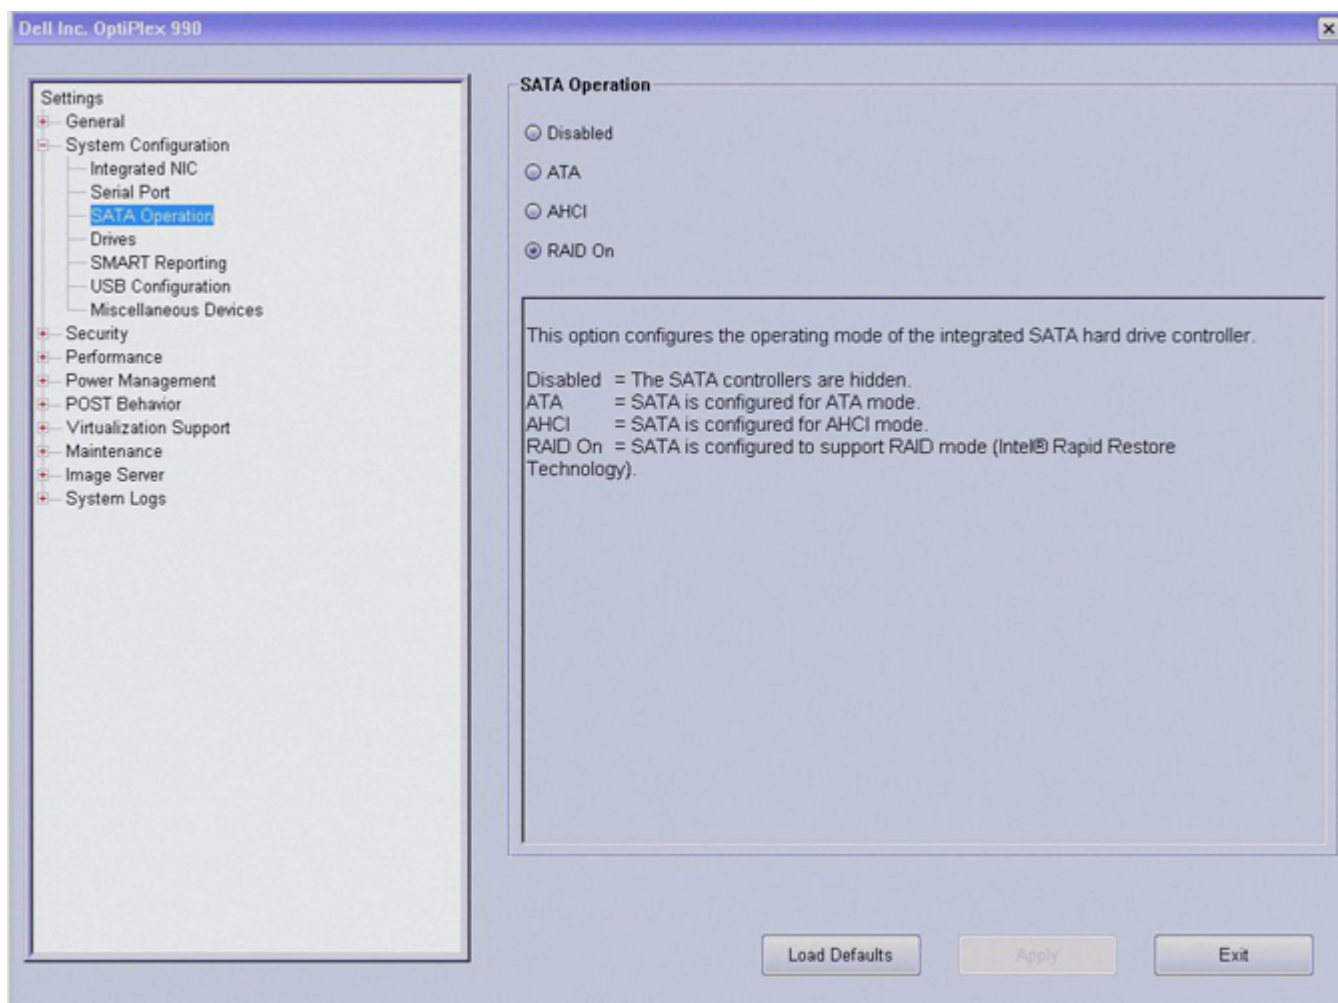 Dell Inc. OptiPlex 990
Settings
General
System Configuration
Integrated NIC
Serial Port
SATA Operation
Drives
SMART Reporting
USB Configuration
Miscellaneous Devices
Security
Performance
Power Management
POST Behavior
Virtualization Support
Maintenance
Image Server
System Logs
SATA Operation
Disabled
ATA
AHCI
RAID On
This option configures the operating mode of the integrated SATA hard drive controller.
Disabled = The SATA controllers are hidden.
ATA = SATA is configured for ATA mode.
AHCI = SATA is configured for AHCI mode.
RAID On = SATA is configured to support RAID mode (Intel® Rapid Restore
Technology).
Load Defaults
Apply
Exit